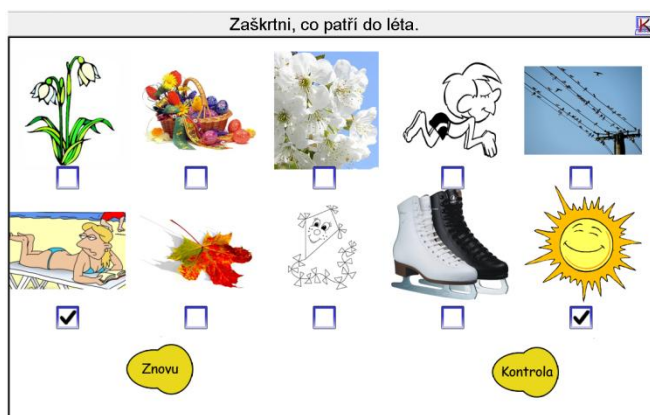 Zaškrtni, co patří do léta.
Znovu
Kontrola